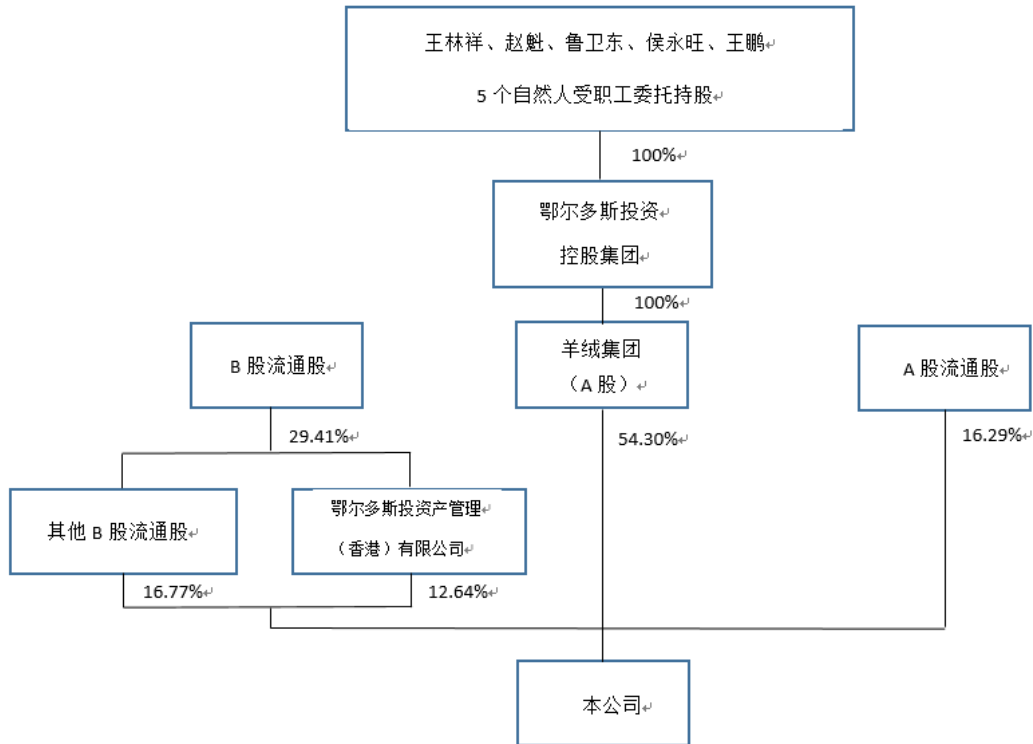 王林祥、赵魁、鲁卫东、侯永旺、王鹏↵
5 个自然人受职工委托持股↵
100%↵
鄂尔多斯投资↵
控股集团↵
100%↵
B 股流通股↵
羊绒集团
（A 股）↵
A 股流通股↵
29.41%↵
54.30%↵
16.29%↵
其他 B 股流通股↵
鄂尔多斯投资产管理↵
（香港）有限公司↵
16.77%↵
12.64%↵
本公司↵